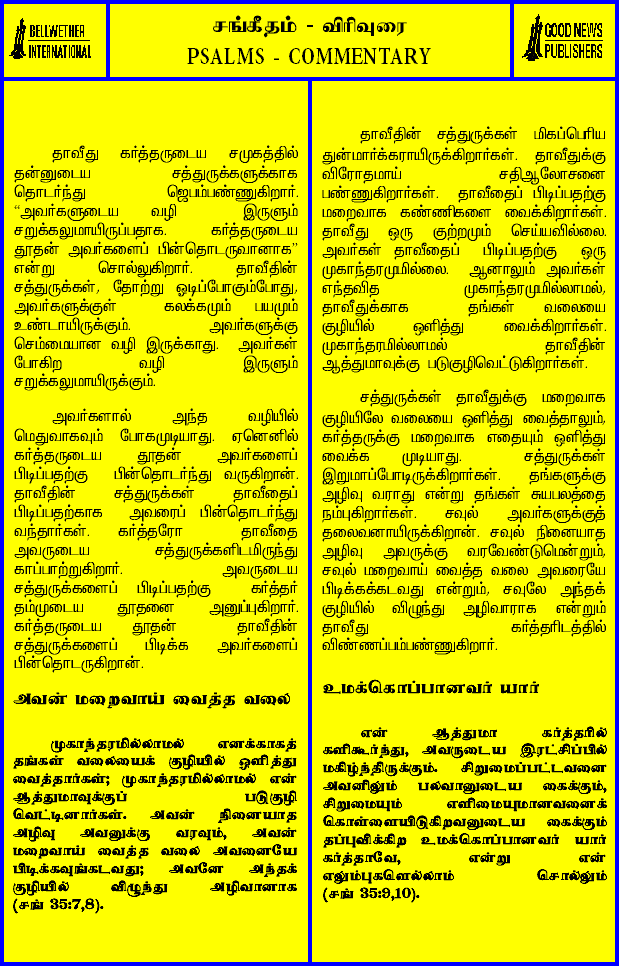 BELLWETHER
INTERNATIONAL
சங்கீதம் - விரிவுரை
PSALMS - COMMENTARY
GOOD NEWS
PUBLISHERS
தாவீது கர்த்தருடைய சமுகத்தில்
தன்னுடைய சத்துருக்களுக்காக
தொடர்ந்து ஜெபம்பண்ணுகிறார்.
“அவர்களுடைய வழி இருளும்
சறுக்கலுமாயிருப்பதாக. கர்த்தருடைய
தூதன் அவர்களைப் பின்தொடருவானாக”
என்று சொல்லுகிறார். தாவீதின்
சத்துருக்கள், தோற்று ஓடிப்போகும்போது,
அவர்களுக்குள் கலக்கமும் பயமும்
உண்டாயிருக்கும். அவர்களுக்கு
செம்மையான வழி இருக்காது. அவர்கள்
போகிற வழி இருளும்
சறுக்கலுமாயிருக்கும்.
அவர்களால் அந்த வழியில்
மெதுவாகவும் போகமுடியாது. ஏனெனில்
கர்த்தருடைய தூதன் அவர்களைப்
பிடிப்பதற்கு பின்தொடர்ந்து வருகிறான்.
தாவீதின் சத்துருக்கள் தாவீதைப்
பிடிப்பதற்காக அவரைப் பின்தொடர்ந்து
வந்தார்கள். கர்த்தரோ தாவீதை
அவருடைய சத்துருக்களிடமிருந்து
காப்பாற்றுகிறார். அவருடைய
சத்துருக்களைப் பிடிப்பதற்கு கர்த்தர்
தம்முடைய தூதனை அனுப்புகிறார்.
கர்த்தருடைய தூதன் தாவீதின்
சத்துருக்களைப் பிடிக்க அவர்களைப்
பின்தொடருகிறான்.
அவன் மறைவாய் வைத்த வலை
முகாந்தரமில்லாமல் எனக்காகத்
தங்கள் வலையைக் குழியில் ஒளித்து
வைத்தார்கள்; முகாந்தரமில்லாமல் என்
ஆத்துமாவுக்குப் படுகுழி
வெட்டினார்கள். அவன் நினையாத
அழிவு அவனுக்கு வரவும், அவன்
மறைவாய் வைத்த வலை அவனையே
பிடிக்கவுங்கடவது; அவனே அந்தக்
குழியில் விழுந்து அழிவானாக
(சங் 35:7,8).
தாவீதின் சத்துருக்கள் மிகப்பெரிய
துன்மார்க்கராயிருக்கிறார்கள். தாவீதுக்கு
விரோதமாய் சதிஆலோசனை
பண்ணுகிறார்கள். தாவீதைப் பிடிப்பதற்கு
மறைவாக கண்ணிகளை வைக்கிறார்கள்.
தாவீது ஒரு குற்றமும் செய்யவில்லை.
அவர்கள் தாவீதைப் பிடிப்பதற்கு ஒரு
முகாந்தரமுமில்லை. ஆனாலும் அவர்கள்
எந்தவித முகாந்தரமுமில்லாமல்,
தாவீதுக்காக தங்கள் வலையை
குழியில் ஒளித்து வைக்கிறார்கள்.
முகாந்தரமில்லாமல் தாவீதின்
ஆத்துமாவுக்கு படுகுழிவெட்டுகிறார்கள்.
சத்துருக்கள் தாவீதுக்கு மறைவாக
குழியிலே வலையை ஒளித்து வைத்தாலும்,
கர்த்தருக்கு மறைவாக எதையும் ஒளித்து
வைக்க முடியாது. சத்துருக்கள்
இறுமாப்போடிருக்கிறார்கள். தங்களுக்கு
அழிவு வராது என்று தங்கள் சுயபலத்தை
நம்புகிறார்கள். சவுல் அவர்களுக்குத்
தலைவனாயிருக்கிறான். சவுல் நினையாத
அழிவு அவருக்கு வரவேண்டுமென்றும்,
சவுல் மறைவாய் வைத்த வலை அவரையே
பிடிக்கக்கடவது என்றும், சவுலே அந்தக்
குழியில் விழுந்து அழிவாராக என்றும்
தாவீது கர்த்தரிடத்தில்
விண்ணப்பம்பண்ணுகிறார்.
உமக்கொப்பானவர் யார்
என் ஆத்துமா கர்த்தரில்
களிகூர்ந்து, அவருடைய இரட்சிப்பில்
மகிழ்ந்திருக்கும். சிறுமைப்பட்டவனை
அவனிலும் பலவானுடைய கைக்கும்,
சிறுமையும் எளிமையுமானவனைக்
கொள்ளையிடுகிறவனுடைய கைக்கும்
தப்புவிக்கிற உமக்கொப்பானவர் யார்
கர்த்தாவே, என்று என்
எலும்புகளெல்லாம் சொல்லும்
(சங் 35:9,10).